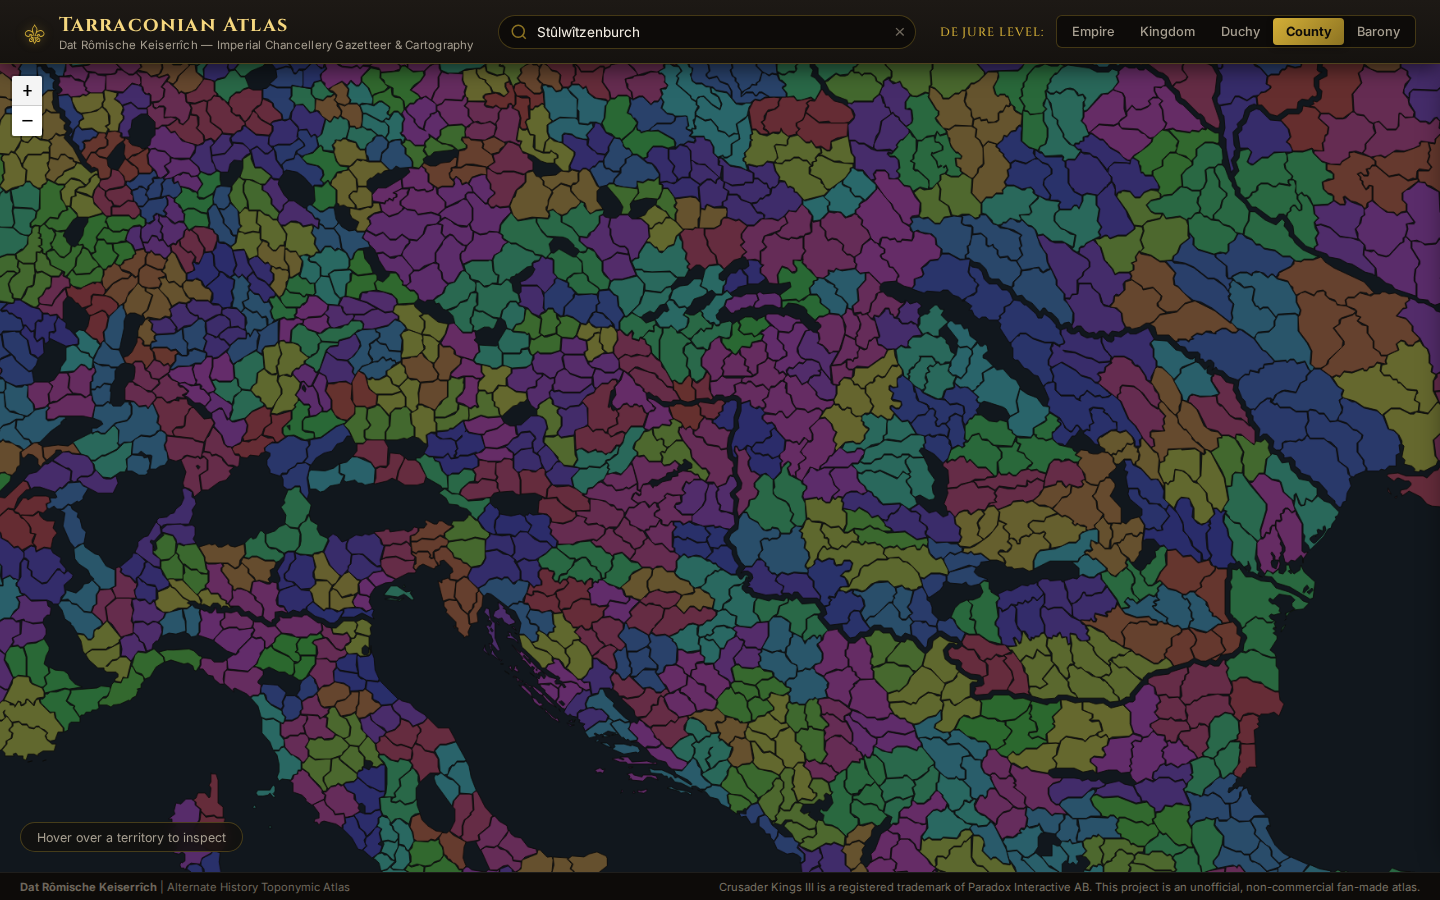 Tarraconian Atlas
Dat Rômische Keiserrîch — Imperial Chancellery Gazetteer & Cartography
Stûlwîtzenburch
×
DE JURE LEVEL:
Empire
Kingdom
Duchy
County
Barony
+
−
Hover over a territory to inspect
Dat Rômische Keiserrîch | Alternate History Toponymic Atlas
Crusader Kings III is a registered trademark of Paradox Interactive AB. This project is an unofficial, non-commercial fan-made atlas.